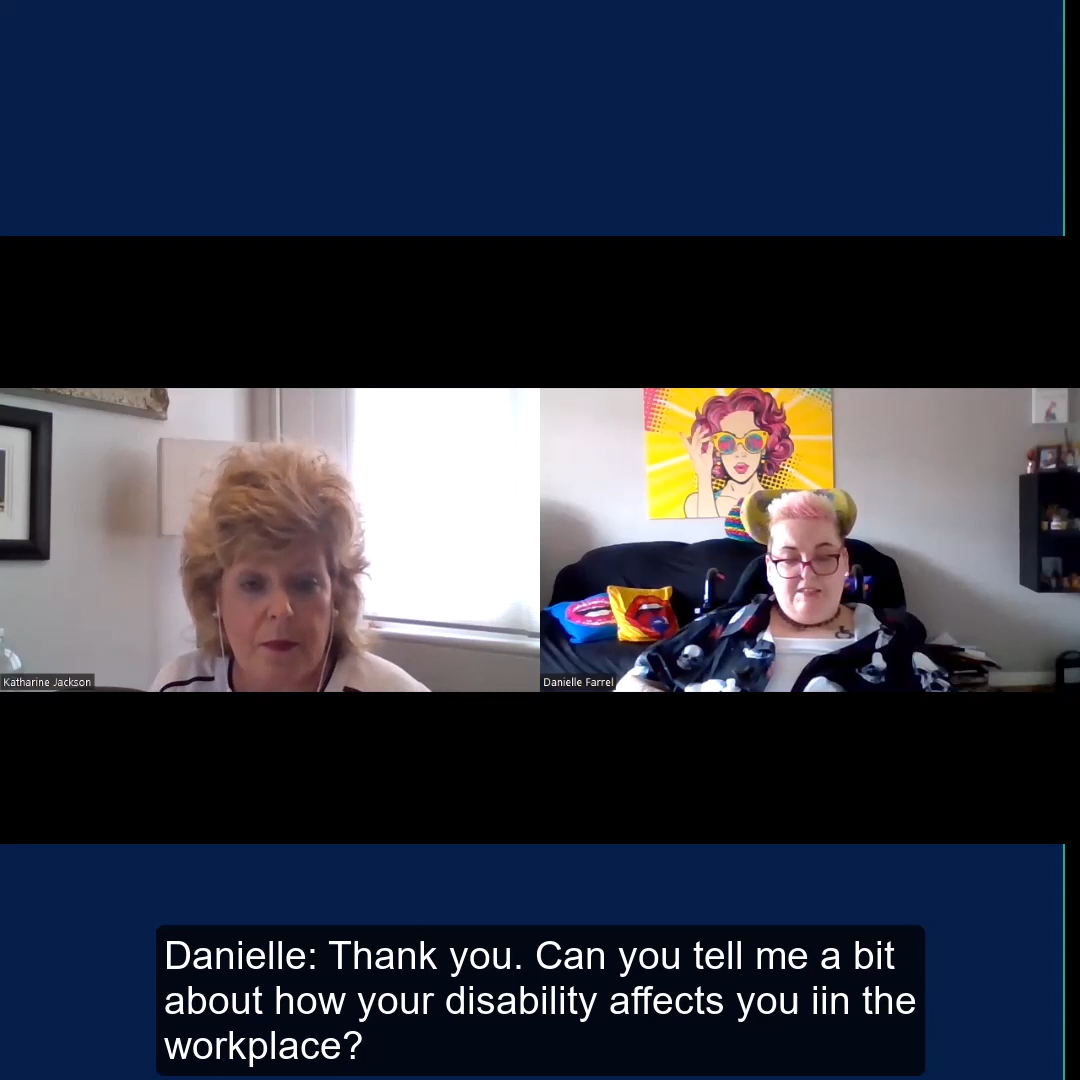 Katharine Jackson
Danielle Farrel
Danielle: Thank you. Can you tell me a bit
about how your disability affects you iin the
workplace?